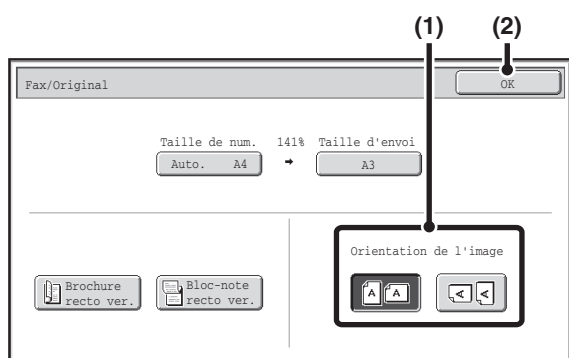 (1) (2)
Fax/Original OK
Taille de num. 141% Taille d'envoi
Auto. A4 → A3
Orientation de l'image
Brochure
recto ver.
Bloc-note
recto ver.
A A A A